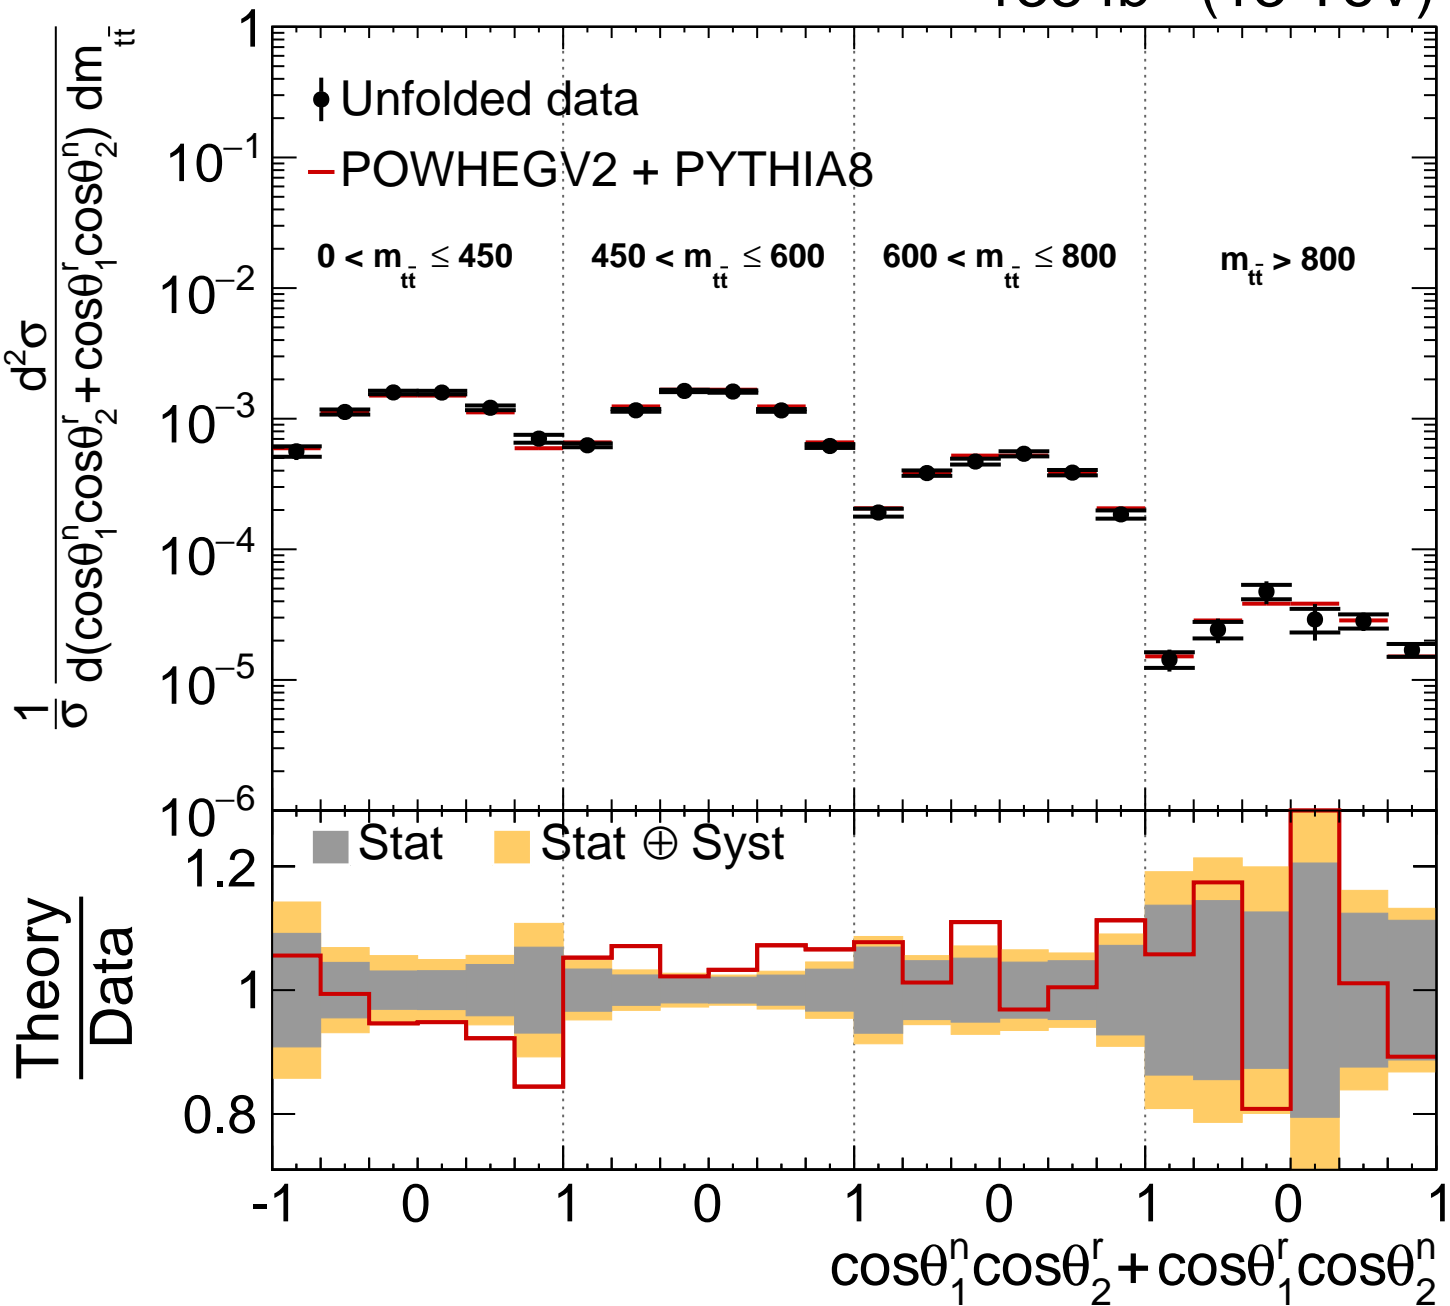 1
Unfolded data
10⁻¹
POWHEGV2 + PYTHIA8
0 < m_tt̄ ≤ 450
450 < m_tt̄ ≤ 600
600 < m_tt̄ ≤ 800
m_tt̄ > 800
10⁻²
10⁻³
10⁻⁴
10⁻⁵
10⁻⁶
1/σ d²σ / d(cosθ₁ⁿcosθ₂ʳ+cosθ₁ʳcosθ₂ⁿ) dm_tt̄
Stat
Stat ⊕ Syst
1.2
1
0.8
Theory
Data
-1 0 1 0 1 0 1 0 1
cosθ₁ⁿcosθ₂ʳ+cosθ₁ʳcosθ₂ⁿ